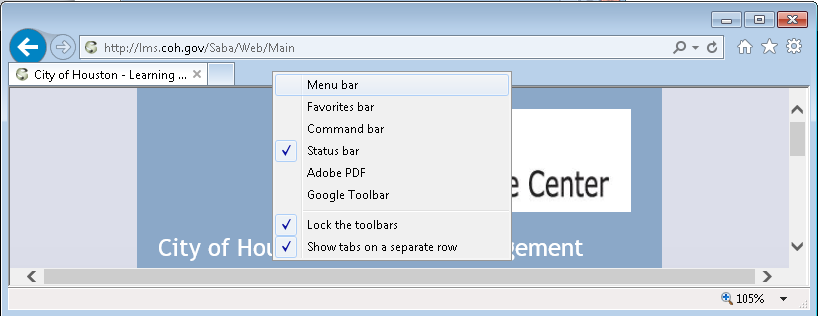 http://lms.coh.gov/Saba/Web/Main
City of Houston - Learning ...
Menu bar
Favorites bar
Command bar
Status bar
Adobe PDF
Google Toolbar
Lock the toolbars
Show tabs on a separate row
e Center
City of Hou gement
105%